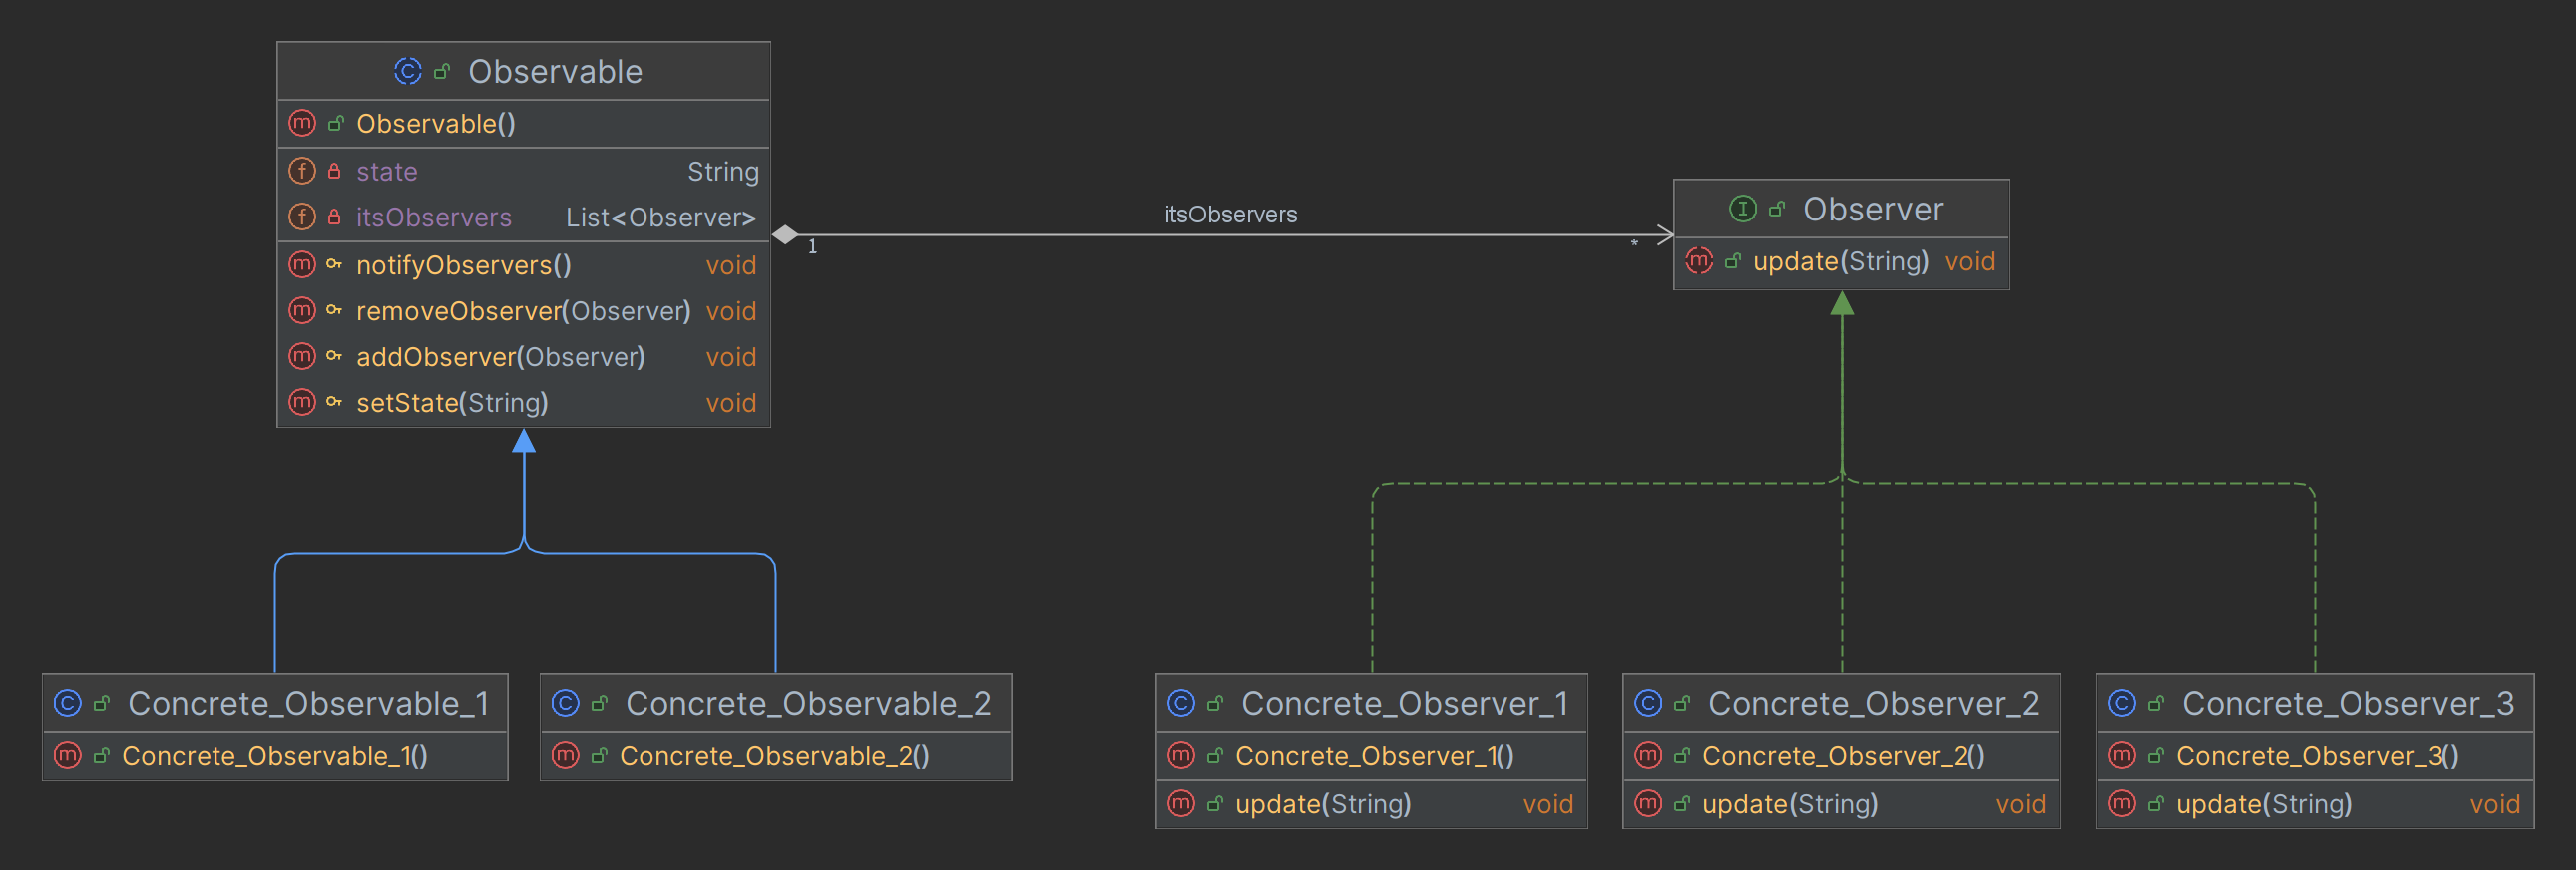 Observable
Observable()
state String
itsObservers List<Observer>
notifyObservers() void
removeObserver(Observer) void
addObserver(Observer) void
setState(String) void
itsObservers
1 *
Observer
update(String) void
Concrete_Observable_1
Concrete_Observable_1()
Concrete_Observable_2
Concrete_Observable_2()
Concrete_Observer_1
Concrete_Observer_1()
update(String) void
Concrete_Observer_2
Concrete_Observer_2()
update(String) void
Concrete_Observer_3
Concrete_Observer_3()
update(String) void